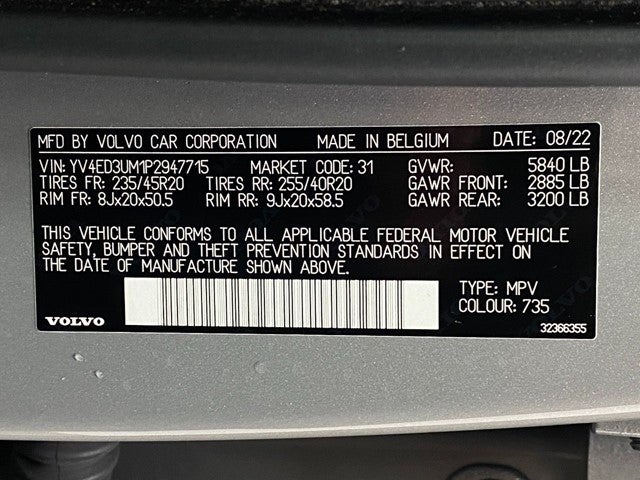 MFD BY VOLVO CAR CORPORATION MADE IN BELGIUM DATE: 08/22
VIN: YV4ED3UM1P2947715 MARKET CODE: 31 GVWR: 5840 LB
TIRES FR: 235/45R20 TIRES RR: 255/40R20 GAWR FRONT: 2885 LB
RIM FR: 8Jx20x50.5 RIM RR: 9Jx20x58.5 GAWR REAR: 3200 LB
THIS VEHICLE CONFORMS TO ALL APPLICABLE FEDERAL MOTOR VEHICLE
SAFETY, BUMPER AND THEFT PREVENTION STANDARDS IN EFFECT ON
THE DATE OF MANUFACTURE SHOWN ABOVE.
TYPE: MPV
COLOUR: 735
VOLVO
32366355